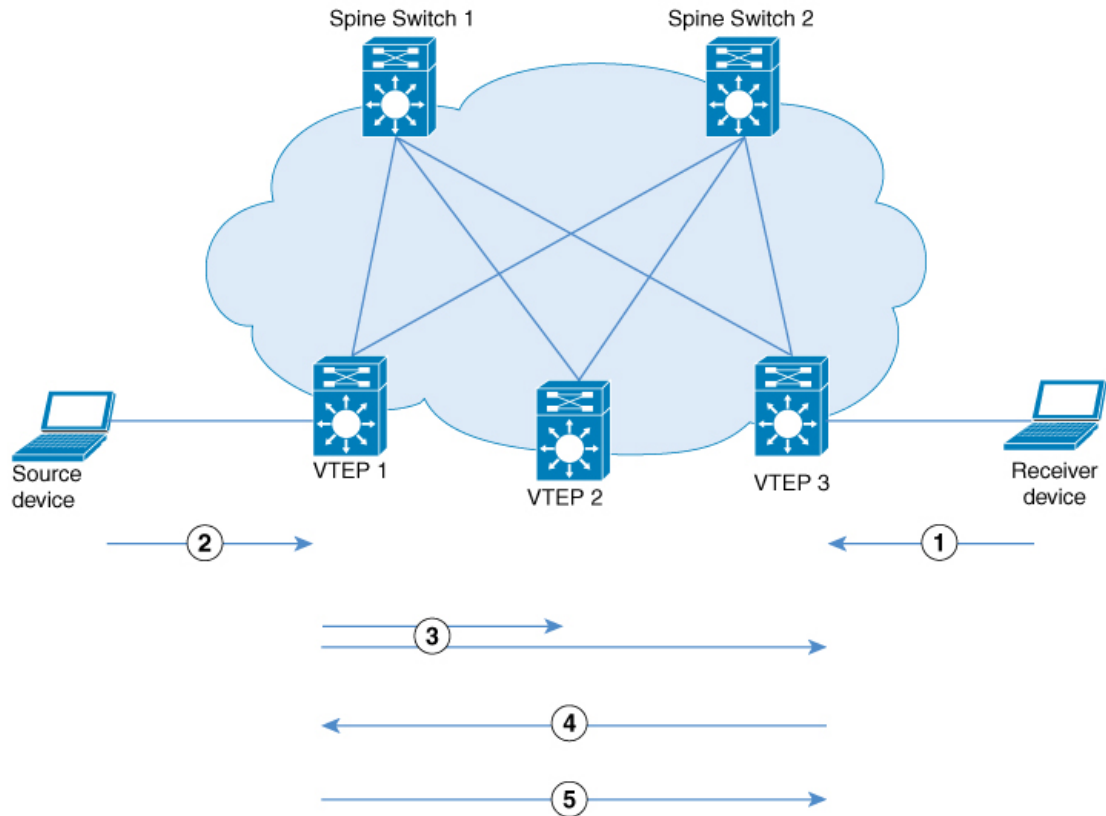 Spine Switch 1
Spine Switch 2
VTEP 1
VTEP 2
VTEP 3
Source
device
Receiver
device
2
1
3
4
5